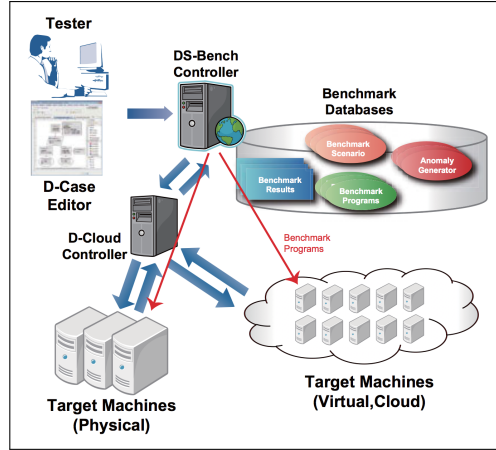 Tester
DS-Bench
Controller
Benchmark
Databases
Benchmark
Scenario
Anomaly
Generator
Benchmark
Results
Benchmark
Programs
D-Case
Editor
D-Cloud
Controller
Benchmark
Programs
Target Machines
(Physical)
Target Machines
(Virtual,Cloud)